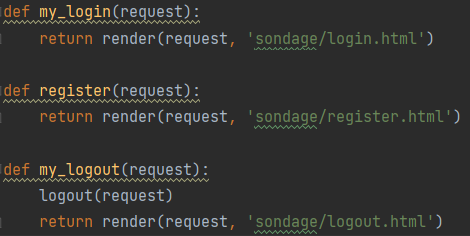 def my_login(request):
    return render(request, 'sondage/login.html')
def register(request):
    return render(request, 'sondage/register.html')
def my_logout(request):
    logout(request)
    return render(request, 'sondage/logout.html')